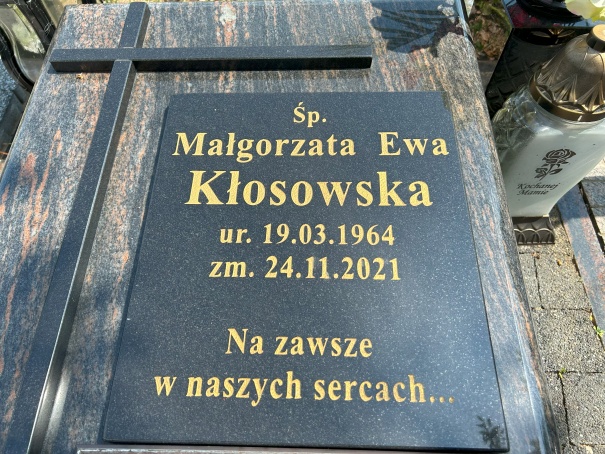 Śp.
Małgorzata Ewa
Kłosowska
ur. 19.03.1964
zm. 24.11.2021
Na zawsze
w naszych sercach...
Kochanej
Mamie